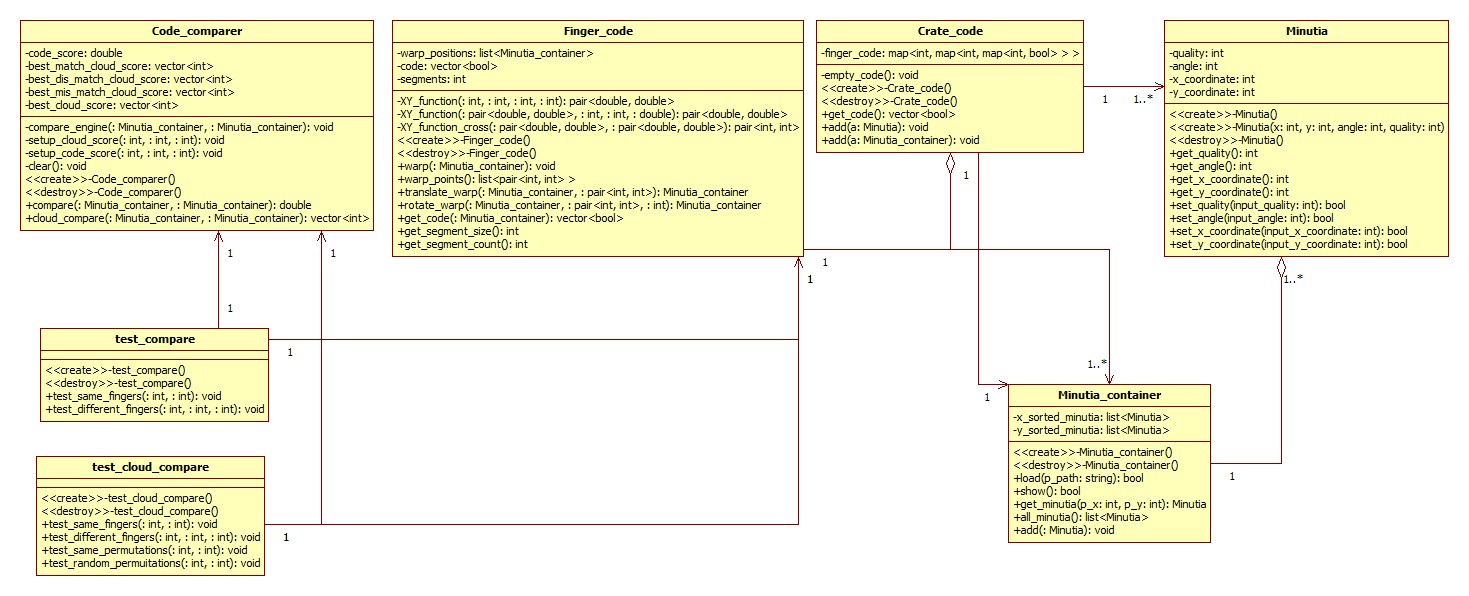 Code_comparer
-code_score: double
-best_match_cloud_score: vector<int>
-best_dis_match_cloud_score: vector<int>
-best_mis_match_cloud_score: vector<int>
-best_cloud_score: vector<int>
-compare_engine(: Minutia_container, : Minutia_container): void
-setup_cloud_score(: int, : int, : int): void
-setup_code_score(: int, : int, : int): void
-clear(): void
<<create>>-Code_comparer()
<<destroy>>-Code_comparer()
+compare(: Minutia_container, : Minutia_container): double
+cloud_compare(: Minutia_container, : Minutia_container): vector<int>
Finger_code
-warp_positions: list<Minutia_container>
-code: vector<bool>
-segments: int
-XY_function(: int, : int, : int, : int): pair<double, double>
-XY_function(: pair<double, double>, : int, : int, : double): pair<double, double>
-XY_function_cross(: pair<double, double>, : pair<double, double>): pair<int, int>
<<create>>-Finger_code()
<<destroy>>-Finger_code()
+warp(: Minutia_container): void
+warp_points(): list<pair<int, int> >
+translate_warp(: Minutia_container, : pair<int, int>): Minutia_container
+rotate_warp(: Minutia_container, : pair<int, int>, : int): Minutia_container
+get_code(: Minutia_container): vector<bool>
+get_segment_size(): int
+get_segment_count(): int
Crate_code
-finger_code: map<int, map<int, map<int, bool> > >
-empty_code(): void
<<create>>-Crate_code()
<<destroy>>-Crate_code()
+get_code(): vector<bool>
+add(a: Minutia): void
+add(a: Minutia_container): void
Minutia
-quality: int
-angle: int
-x_coordinate: int
-y_coordinate: int
<<create>>-Minutia()
<<create>>-Minutia(x: int, y: int, angle: int, quality: int)
<<destroy>>-Minutia()
+get_quality(): int
+get_angle(): int
+get_x_coordinate(): int
+get_y_coordinate(): int
+set_quality(input_quality: int): bool
+set_angle(input_angle: int): bool
+set_x_coordinate(input_x_coordinate: int): bool
+set_y_coordinate(input_y_coordinate: int): bool
1
1..*
1
1
1
1
1
1..*
1
test_compare
<<create>>-test_compare()
<<destroy>>-test_compare()
+test_same_fingers(: int, : int): void
+test_different_fingers(: int, : int, : int): void
1
1..*
1
Minutia_container
-x_sorted_minutia: list<Minutia>
-y_sorted_minutia: list<Minutia>
<<create>>-Minutia_container()
<<destroy>>-Minutia_container()
+load(p_path: string): bool
+show(): bool
+get_minutia(p_x: int, p_y: int): Minutia
+all_minutia(): list<Minutia>
+add(: Minutia): void
1
test_cloud_compare
<<create>>-test_cloud_compare()
<<destroy>>-test_cloud_compare()
+test_same_fingers(: int, : int): void
+test_different_fingers(: int, : int, : int): void
+test_same_permutations(: int, : int): void
+test_random_permuitations(: int, : int): void
1